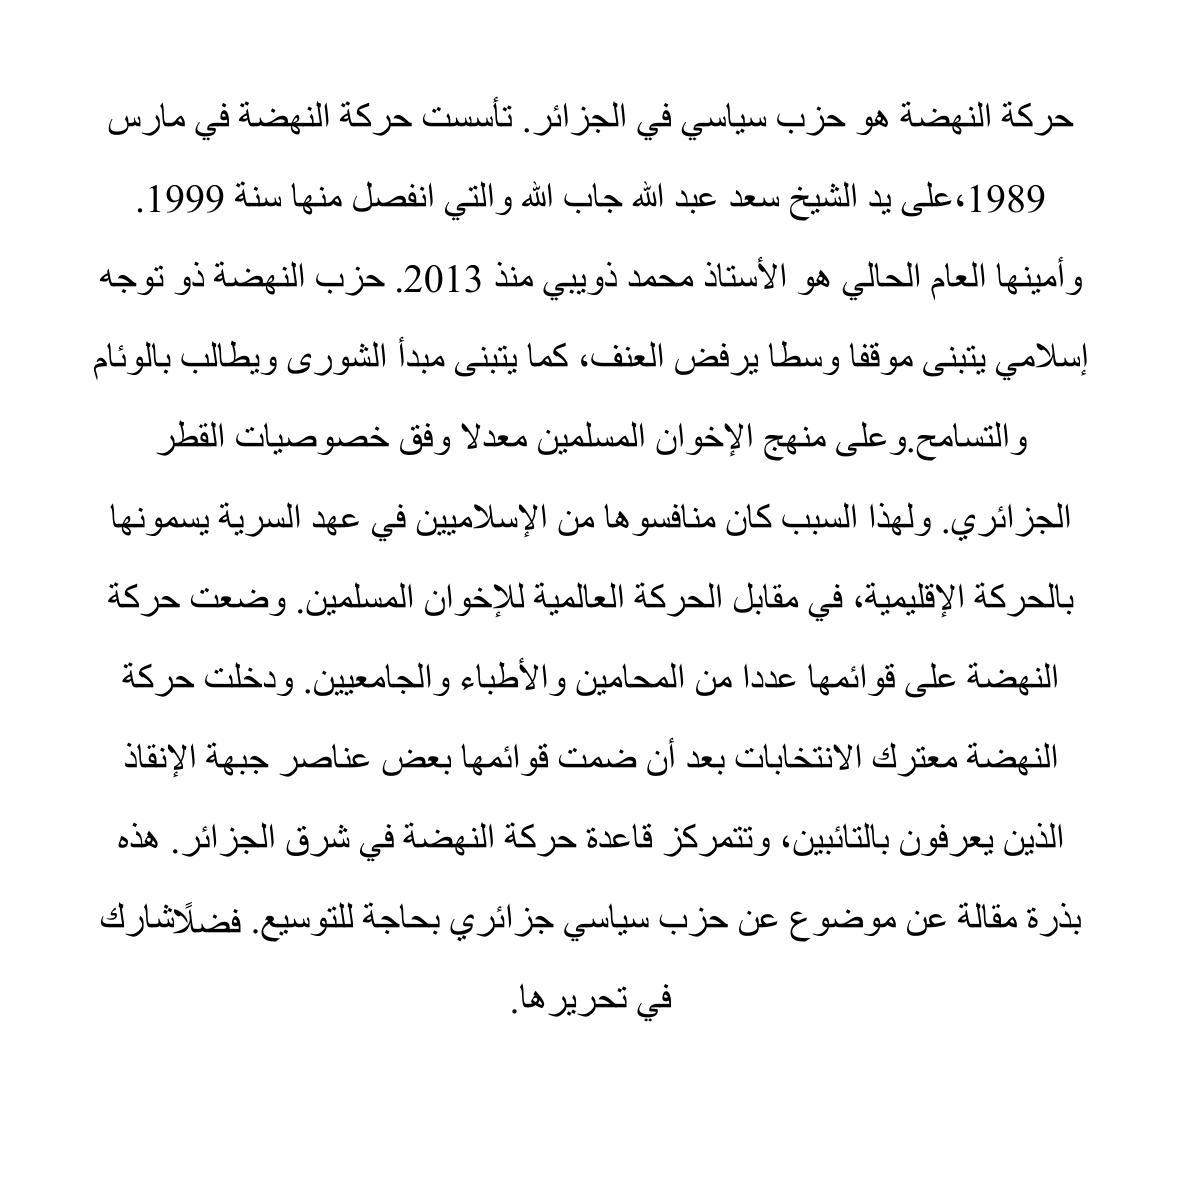 حركة النهضة هو حزب سياسي في الجزائر. تأسست حركة النهضة في مارس
1989،على يد الشيخ سعد عبد الله جاب الله والتي انفصل منها سنة 1999.
وأمينها العام الحالي هو الأستاذ محمد ذويبي منذ 2013. حزب النهضة ذو توجه
إسلامي يتبنى موقفا وسطا يرفض العنف، كما يتبنى مبدأ الشورى ويطالب بالوئام
والتسامح.وعلى منهج الإخوان المسلمين معدلا وفق خصوصيات القطر
الجزائري. ولهذا السبب كان منافسوها من الإسلاميين في عهد السرية يسمونها
بالحركة الإقليمية، في مقابل الحركة العالمية للإخوان المسلمين. وضعت حركة
النهضة على قوائمها عددا من المحامين والأطباء والجامعيين. ودخلت حركة
النهضة معترك الانتخابات بعد أن ضمت قوائمها بعض عناصر جبهة الإنقاذ
الذين يعرفون بالتائبين، وتتمركز قاعدة حركة النهضة في شرق الجزائر. هذه
بذرة مقالة عن موضوع عن حزب سياسي جزائري بحاجة للتوسيع. فضلًاشارك
في تحريرها.